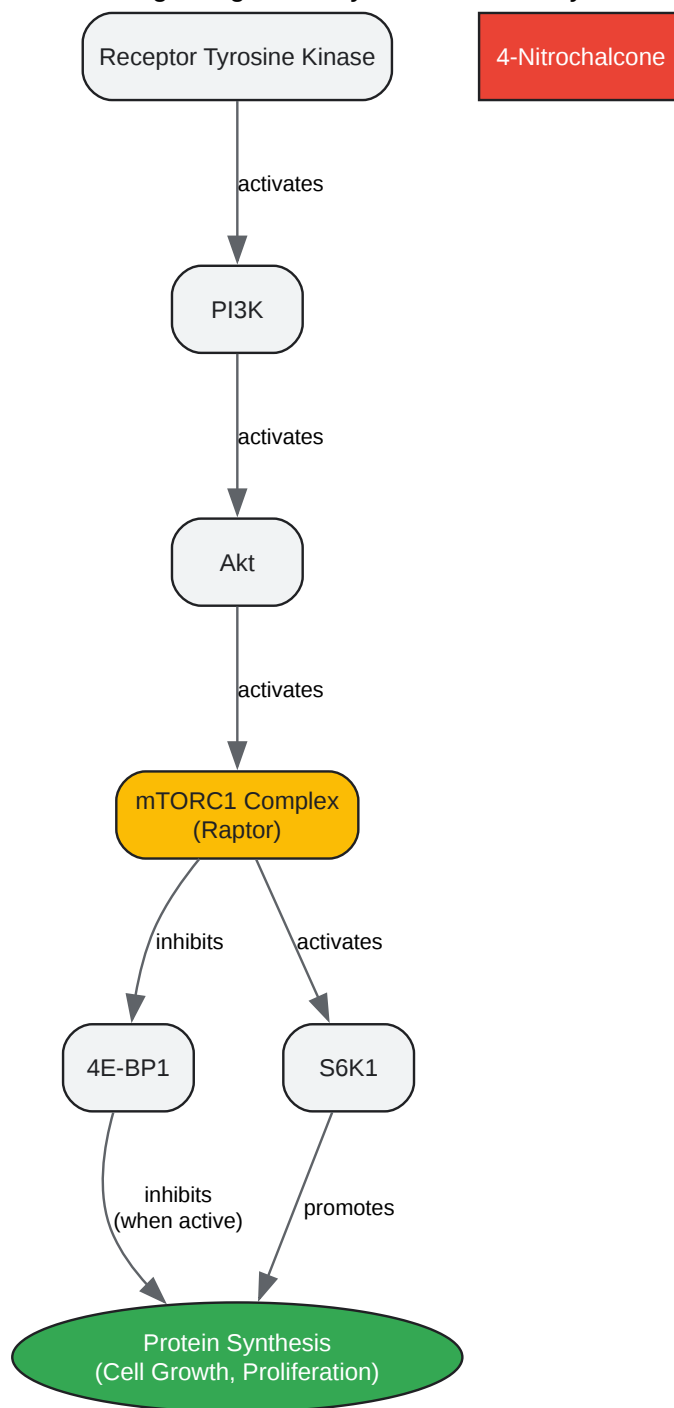 Receptor Tyrosine Kinase
4-Nitrochalcone
activates
PI3K
activates
Akt
activates
mTORC1 Complex
(Raptor)
inhibits
activates
4E-BP1
S6K1
inhibits
(when active)
promotes
Protein Synthesis
(Cell Growth, Proliferation)